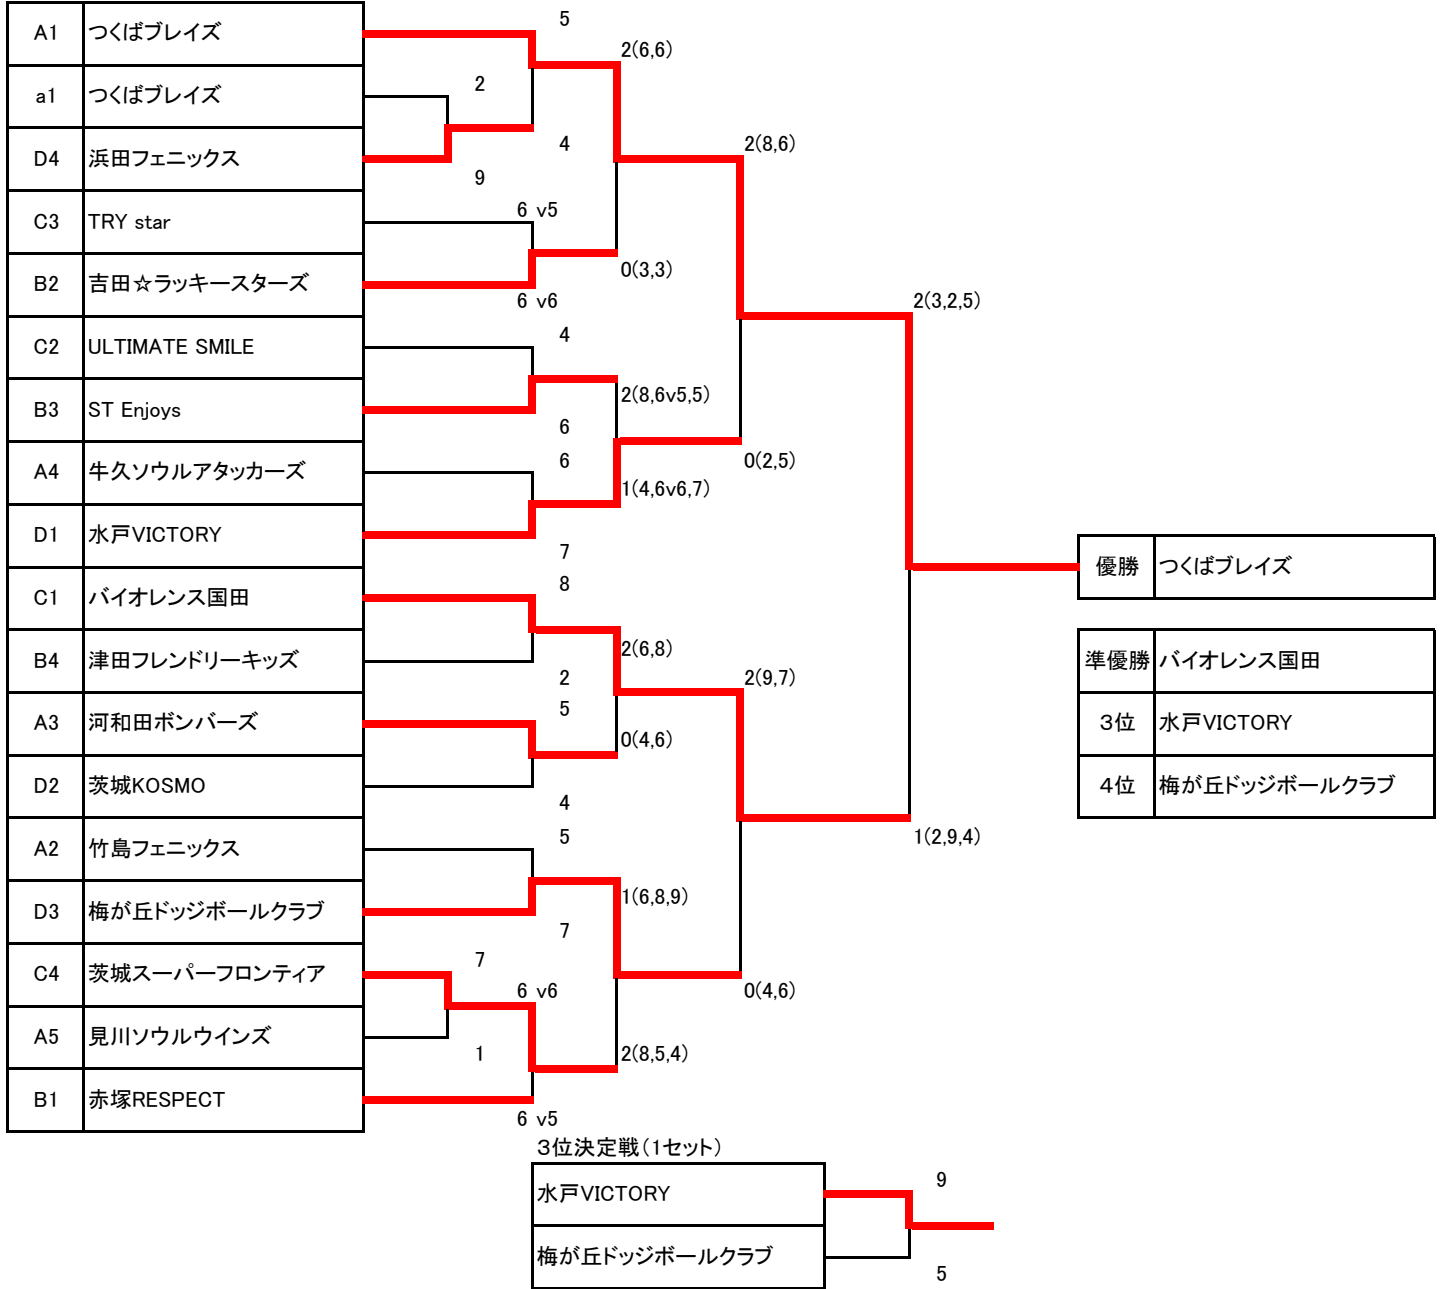 A1 つくばブレイズ
a1 つくばブレイズ
D4 浜田フェニックス
C3 TRY star
B2 吉田☆ラッキースターズ
C2 ULTIMATE SMILE
B3 ST Enjoys
A4 牛久ソウルアタッカーズ
D1 水戸VICTORY
C1 バイオレンス国田
B4 津田フレンドリーキッズ
A3 河和田ボンバーズ
D2 茨城KOSMO
A2 竹島フェニックス
D3 梅が丘ドッジボールクラブ
C4 茨城スーパーフロンティア
A5 見川ソウルウインズ
B1 赤塚RESPECT
2
9
7
1
5
4
6 v5
6 v6
4
6
6
7
8
2
5
4
5
7
6 v6
6 v5
2(6,6)
0(3,3)
2(8,6v5,5)
1(4,6v6,7)
2(6,8)
0(4,6)
1(6,8,9)
2(8,5,4)
2(8,6)
0(2,5)
2(9,7)
0(4,6)
2(3,2,5)
1(2,9,4)
優勝 つくばブレイズ
準優勝 バイオレンス国田
３位 水戸VICTORY
４位 梅が丘ドッジボールクラブ
３位決定戦(1セット)
水戸VICTORY
梅が丘ドッジボールクラブ
9
5